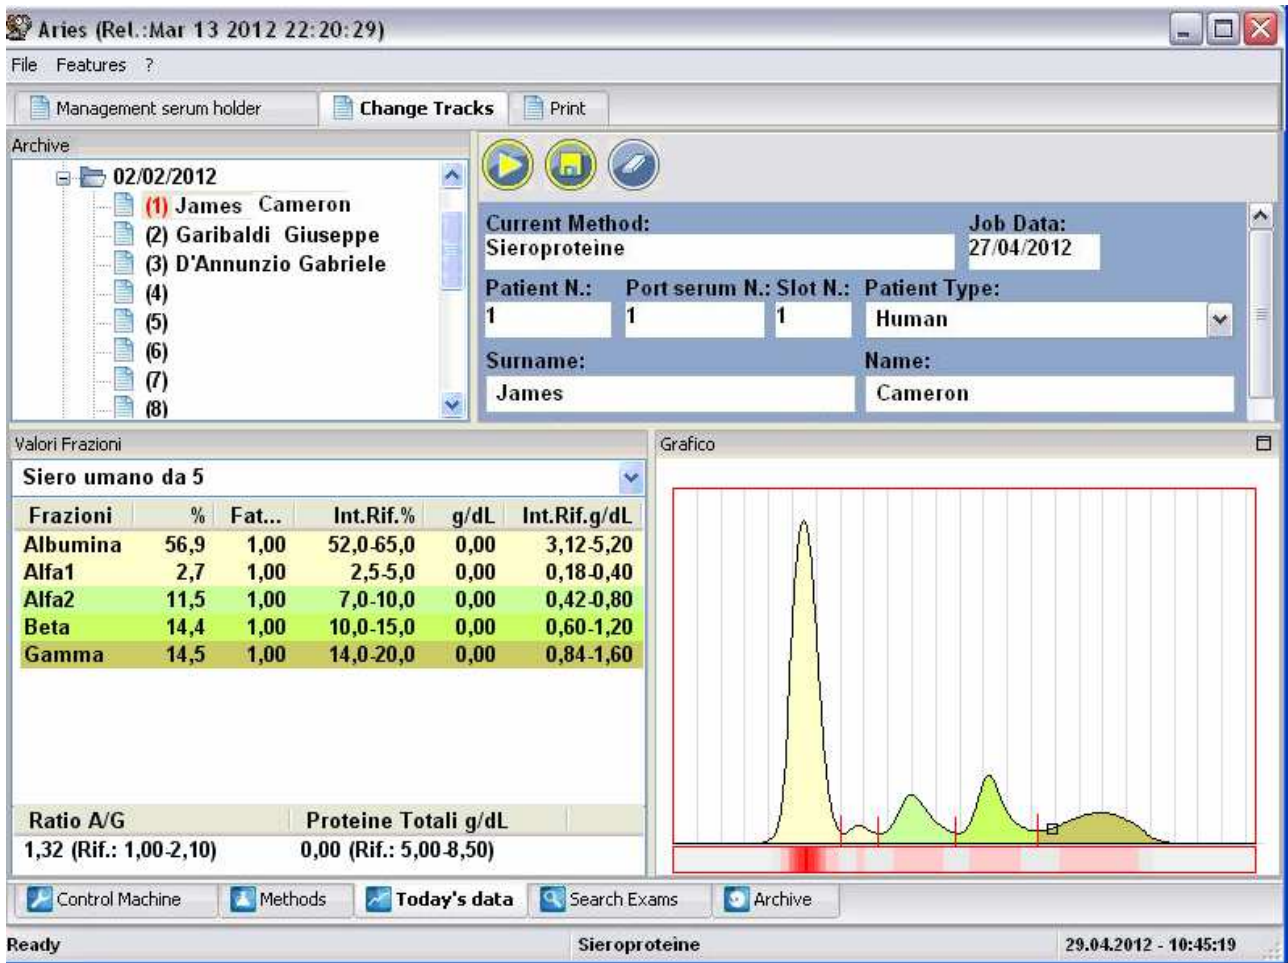 Aries (Rel.:Mar 13 2012 22:20:29)
File Features ?
Management serum holder Change Tracks Print
Archive
02/02/2012
(1) James Cameron
(2) Garibaldi Giuseppe
(3) D'Annunzio Gabriele
(4)
(5)
(6)
(7)
(8)
Current Method: Job Data:
Sieroproteine 27/04/2012
Patient N.: Port serum N.: Slot N.: Patient Type:
1 1 1 Human
Surname: Name:
James Cameron
Valori Frazioni
Siero umano da 5
Frazioni % Fat... Int.Rif.% g/dL Int.Rif.g/dL
Albumina 56,9 1,00 52,0-65,0 0,00 3,12-5,20
Alfa1 2,7 1,00 2,5-5,0 0,00 0,18-0,40
Alfa2 11,5 1,00 7,0-10,0 0,00 0,42-0,80
Beta 14,4 1,00 10,0-15,0 0,00 0,60-1,20
Gamma 14,5 1,00 14,0-20,0 0,00 0,84-1,60
Ratio A/G Proteine Totali g/dL
1,32 (Rif.: 1,00-2,10) 0,00 (Rif.: 5,00-8,50)
Grafico
Control Machine Methods Today's data Search Exams Archive
Ready Sieroproteine 29.04.2012 - 10:45:19